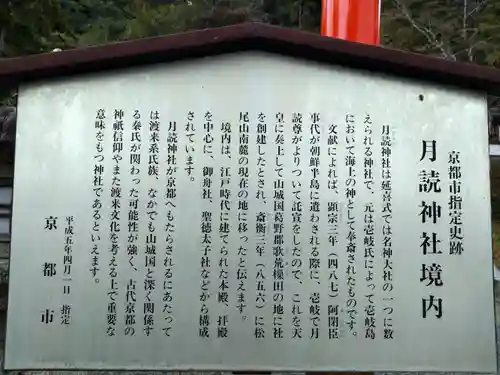 京都市指定史跡
月読神社境内
月読神社は延喜式では名神大社の一つに数
えられる神社で、元は壱岐氏によって壱岐島
において海上の神として奉斎されたものです。
文献によれば、顕宗三年（四八七）阿閉臣
事代が朝鮮半島に遣わされる際に、壱岐で月
読尊がよりついて託宣をしたので、これを天
皇に奏上して山城国葛野郡歌荒樔田の地に社
を創建したとされ、斎衡三年（八五六）に松
尾山南麓の現在の地に移ったと伝えます。
境内は、江戸時代に建てられた本殿、拝殿
を中心に、御舟社、聖徳太子社などから構成
されています。
月読神社が京都へもたらされるにあたって
は渡来系氏族、なかでも山城国と深く関係す
る秦氏が関わった可能性が強く、古代京都の
神祇信仰やまた渡来文化を考える上で重要な
意味をもつ神社であるといえます。
平成五年四月一日 指定
京都市